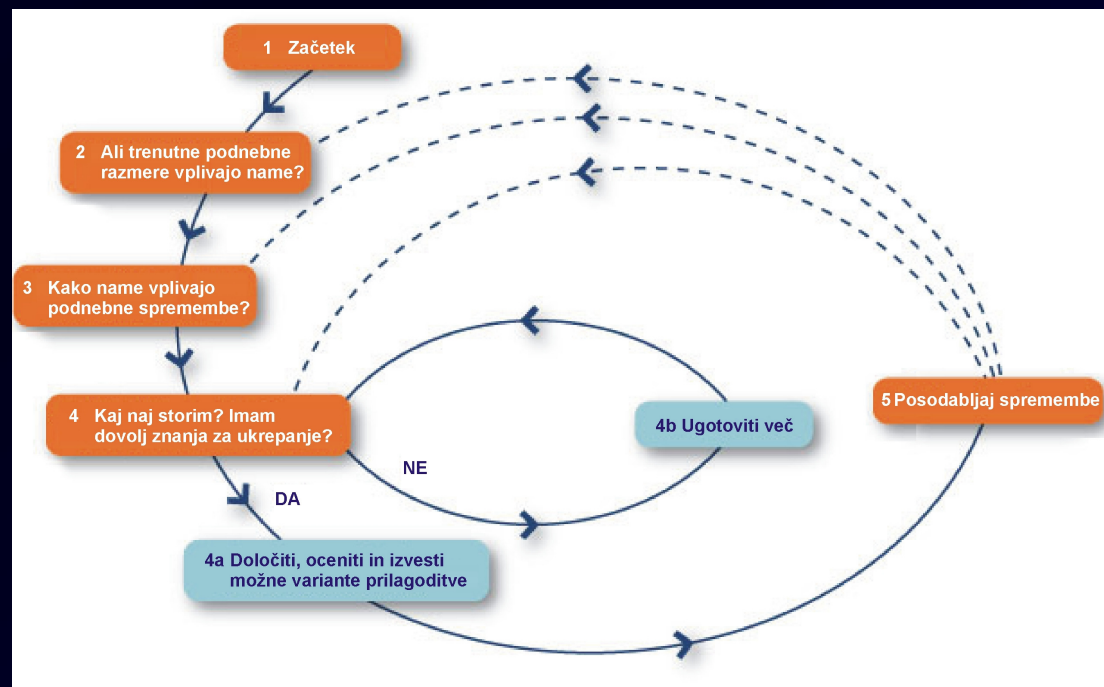 1 Začetek
2 Ali trenutne podnebne
razmere vplivajo name?
3 Kako name vplivajo
podnebne spremembe?
4 Kaj naj storim? Imam
dovolj znanja za ukrepanje?
NE
4b Ugotoviti več
5 Posodabljaj spremembe
DA
4a Določiti, oceniti in izvesti
možne variante prilagoditve